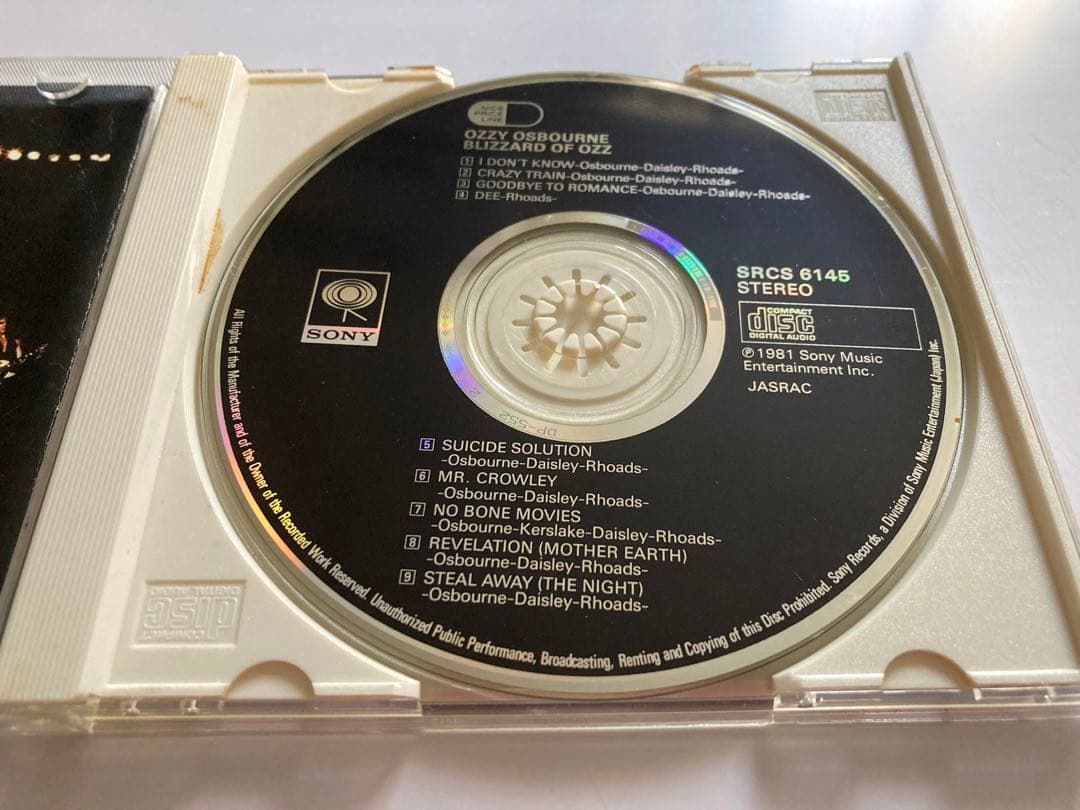 NICE
PRICE
LINE
OZZY OSBOURNE
BLIZZARD OF OZZ
1 I DON'T KNOW-Osbourne-Daisley-Rhoads-
2 CRAZY TRAIN-Osbourne-Daisley-Rhoads-
3 GOODBYE TO ROMANCE-Osbourne-Daisley-Rhoads-
4 DEE-Rhoads-
SONY
SRCS 6145
STEREO
COMPACT
disc
DIGITAL AUDIO
℗ 1981 Sony Music
Entertainment Inc.
JASRAC
5 SUICIDE SOLUTION
-Osbourne-Daisley-Rhoads-
6 MR. CROWLEY
-Osbourne-Daisley-Rhoads-
7 NO BONE MOVIES
-Osbourne-Kerslake-Daisley-Rhoads-
8 REVELATION (MOTHER EARTH)
-Osbourne-Daisley-Rhoads-
9 STEAL AWAY (THE NIGHT)
-Osbourne-Daisley-Rhoads-
All Rights of the Manufacturer and of the Owner of the Recorded Work Reserved. Unauthorized Public Performance, Broadcasting, Renting and Copying of this Disc Prohibited. Sony Records, a Division of Sony Music Entertainment (Japan) Inc.
COMPACT
disc
DIGITAL AUDIO